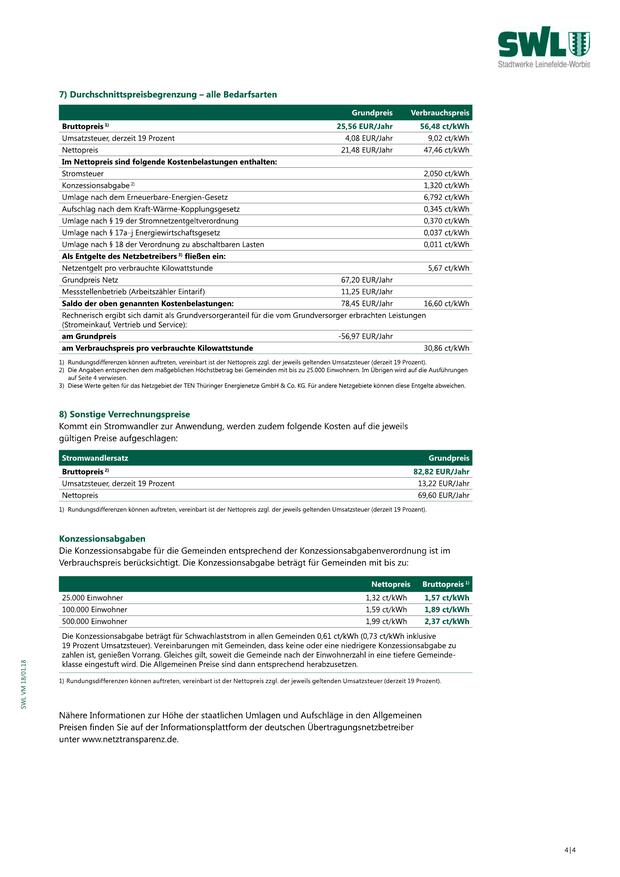 SWL
Stadtwerke Leinefelde-Worbis
7) Durchschnittspreisbegrenzung – alle Bedarfsarten
Grundpreis Verbrauchspreis
Bruttopreis 1) 25,56 EUR/Jahr 56,48 ct/kWh
Umsatzsteuer, derzeit 19 Prozent 4,08 EUR/Jahr 9,02 ct/kWh
Nettopreis 21,48 EUR/Jahr 47,46 ct/kWh
Im Nettopreis sind folgende Kostenbelastungen enthalten:
Stromsteuer 2,050 ct/kWh
Konzessionsabgabe 2) 1,320 ct/kWh
Umlage nach dem Erneuerbare-Energien-Gesetz 6,792 ct/kWh
Aufschlag nach dem Kraft-Wärme-Kopplungsgesetz 0,345 ct/kWh
Umlage nach § 19 der Stromnetzentgeltverordnung 0,370 ct/kWh
Umlage nach § 17a-j Energiewirtschaftsgesetz 0,037 ct/kWh
Umlage nach § 18 der Verordnung zu abschaltbaren Lasten 0,011 ct/kWh
Als Entgelte des Netzbetreibers 3) fließen ein:
Netzentgelt pro verbrauchte Kilowattstunde 5,67 ct/kWh
Grundpreis Netz 67,20 EUR/Jahr
Messstellenbetrieb (Arbeitszähler Eintarif) 11,25 EUR/Jahr
Saldo der oben genannten Kostenbelastungen: 78,45 EUR/Jahr 16,60 ct/kWh
Rechnerisch ergibt sich damit als Grundversorgeranteil für die vom Grundversorger erbrachten Leistungen
(Stromeinkauf, Vertrieb und Service):
am Grundpreis -56,97 EUR/Jahr
am Verbrauchspreis pro verbrauchte Kilowattstunde 30,86 ct/kWh
1) Rundungsdifferenzen können auftreten, vereinbart ist der Nettopreis zzgl. der jeweils geltenden Umsatzsteuer (derzeit 19 Prozent).
2) Die Angaben entsprechen dem maßgeblichen Höchstbetrag bei Gemeinden mit bis zu 25.000 Einwohnern. Im Übrigen wird auf die Ausführungen
auf Seite 4 verwiesen.
3) Diese Werte gelten für das Netzgebiet der TEN Thüringer Energienetze GmbH & Co. KG. Für andere Netzgebiete können diese Entgelte abweichen.
8) Sonstige Verrechnungspreise
Kommt ein Stromwandler zur Anwendung, werden zudem folgende Kosten auf die jeweils
gültigen Preise aufgeschlagen:
Stromwandlersatz Grundpreis
Bruttopreis 2) 82,82 EUR/Jahr
Umsatzsteuer, derzeit 19 Prozent 13,22 EUR/Jahr
Nettopreis 69,60 EUR/Jahr
1) Rundungsdifferenzen können auftreten, vereinbart ist der Nettopreis zzgl. der jeweils geltenden Umsatzsteuer (derzeit 19 Prozent).
Konzessionsabgaben
Die Konzessionsabgabe für die Gemeinden entsprechend der Konzessionsabgabenverordnung ist im
Verbrauchspreis berücksichtigt. Die Konzessionsabgabe beträgt für Gemeinden mit bis zu:
Nettopreis Bruttopreis 1)
25.000 Einwohner 1,32 ct/kWh 1,57 ct/kWh
100.000 Einwohner 1,59 ct/kWh 1,89 ct/kWh
500.000 Einwohner 1,99 ct/kWh 2,37 ct/kWh
Die Konzessionsabgabe beträgt für Schwachlaststrom in allen Gemeinden 0,61 ct/kWh (0,73 ct/kWh inklusive
19 Prozent Umsatzsteuer). Vereinbarungen mit Gemeinden, dass keine oder eine niedrigere Konzessionsabgabe zu
zahlen ist, genießen Vorrang. Gleiches gilt, soweit die Gemeinde nach der Einwohnerzahl in eine tiefere Gemeinde-
klasse eingestuft wird. Die Allgemeinen Preise sind dann entsprechend herabzusetzen.
1) Rundungsdifferenzen können auftreten, vereinbart ist der Nettopreis zzgl. der jeweils geltenden Umsatzsteuer (derzeit 19 Prozent).
Nähere Informationen zur Höhe der staatlichen Umlagen und Aufschläge in den Allgemeinen
Preisen finden Sie auf der Informationsplattform der deutschen Übertragungsnetzbetreiber
unter www.netztransparenz.de.
SWL VM 18/01.18
4|4